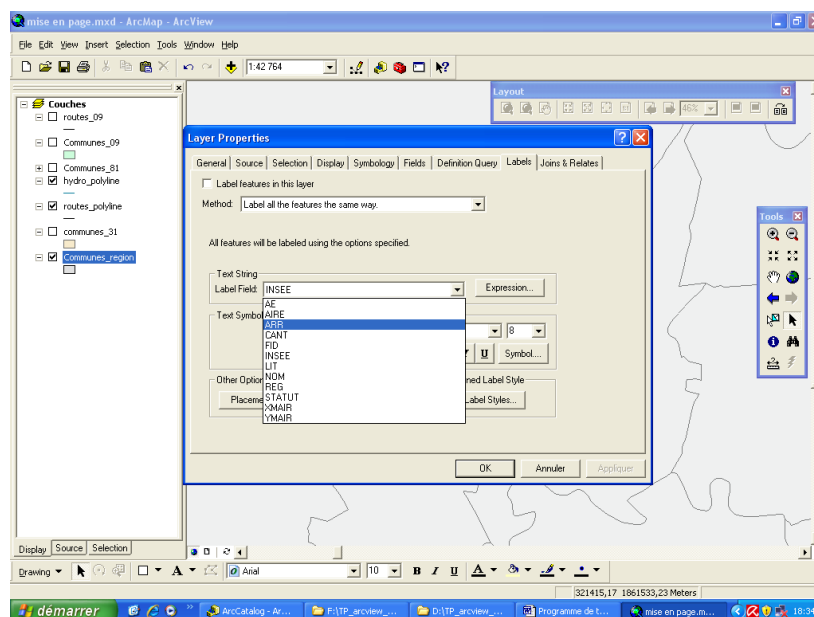 mise en page.mxd - ArcMap - ArcView
File Edit View Insert Selection Tools Window Help
1:42 764
Layout
46%
Couches
routes_09
Communes_09
Communes_81
hydro_polyline
routes_polyline
communes_31
Communes_region
Layer Properties
General Source Selection Display Symbology Fields Definition Query Labels Joins & Relates
Label features in this layer
Method: Label all the features the same way.
All features will be labeled using the options specified.
Text String
Label Field: INSEE Expression...
AE
AIRE
ARR
CANT
FID
INSEE
LIT
NOM
REG
STATUT
XMAIR
YMAIR
Text Symbol
8
U Symbol...
Other Option
ned Label Style
Placeme
Label Styles...
OK Annuler Appliquer
Tools
Display Source Selection
Drawing A Arial 10 B I U A
321415,17 1861533,23 Meters
démarrer ArcCatalog - Ar... F:\TP_arcview_... D:\TP_arcview_... Programme de t... mise en page.m... 18:34